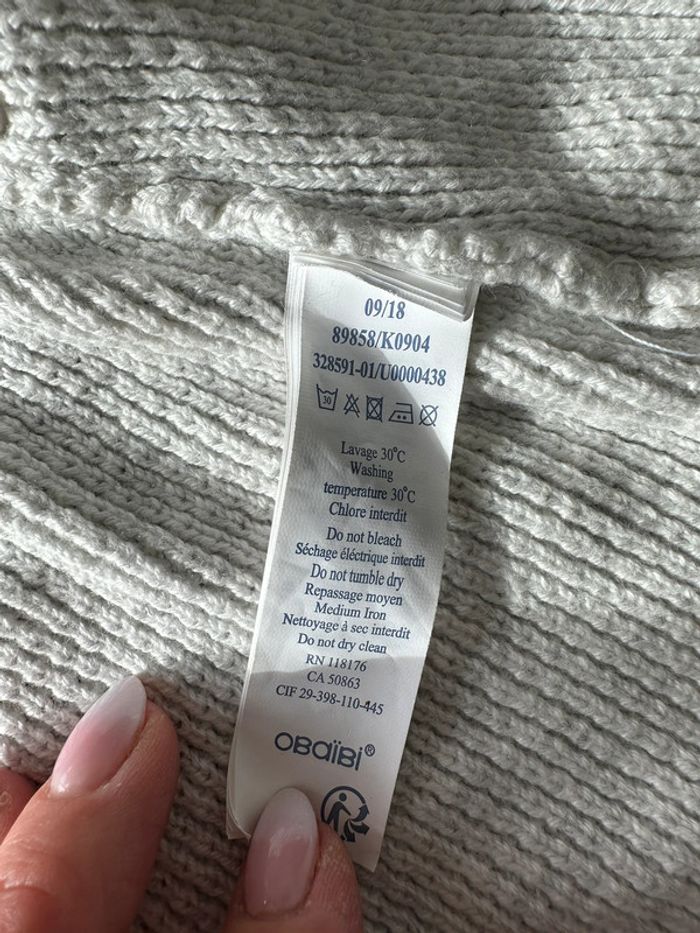 09/18
89858/K0904
328591-01/U0000438
30
Lavage 30°C
Washing
temperature 30°C
Chlore interdit
Do not bleach
Séchage éléctrique interdit
Do not tumble dry
Repassage moyen
Medium Iron
Nettoyage à sec interdit
Do not dry clean
RN 118176
CA 50863
CIF 29-398-110-445
OBaïBi®